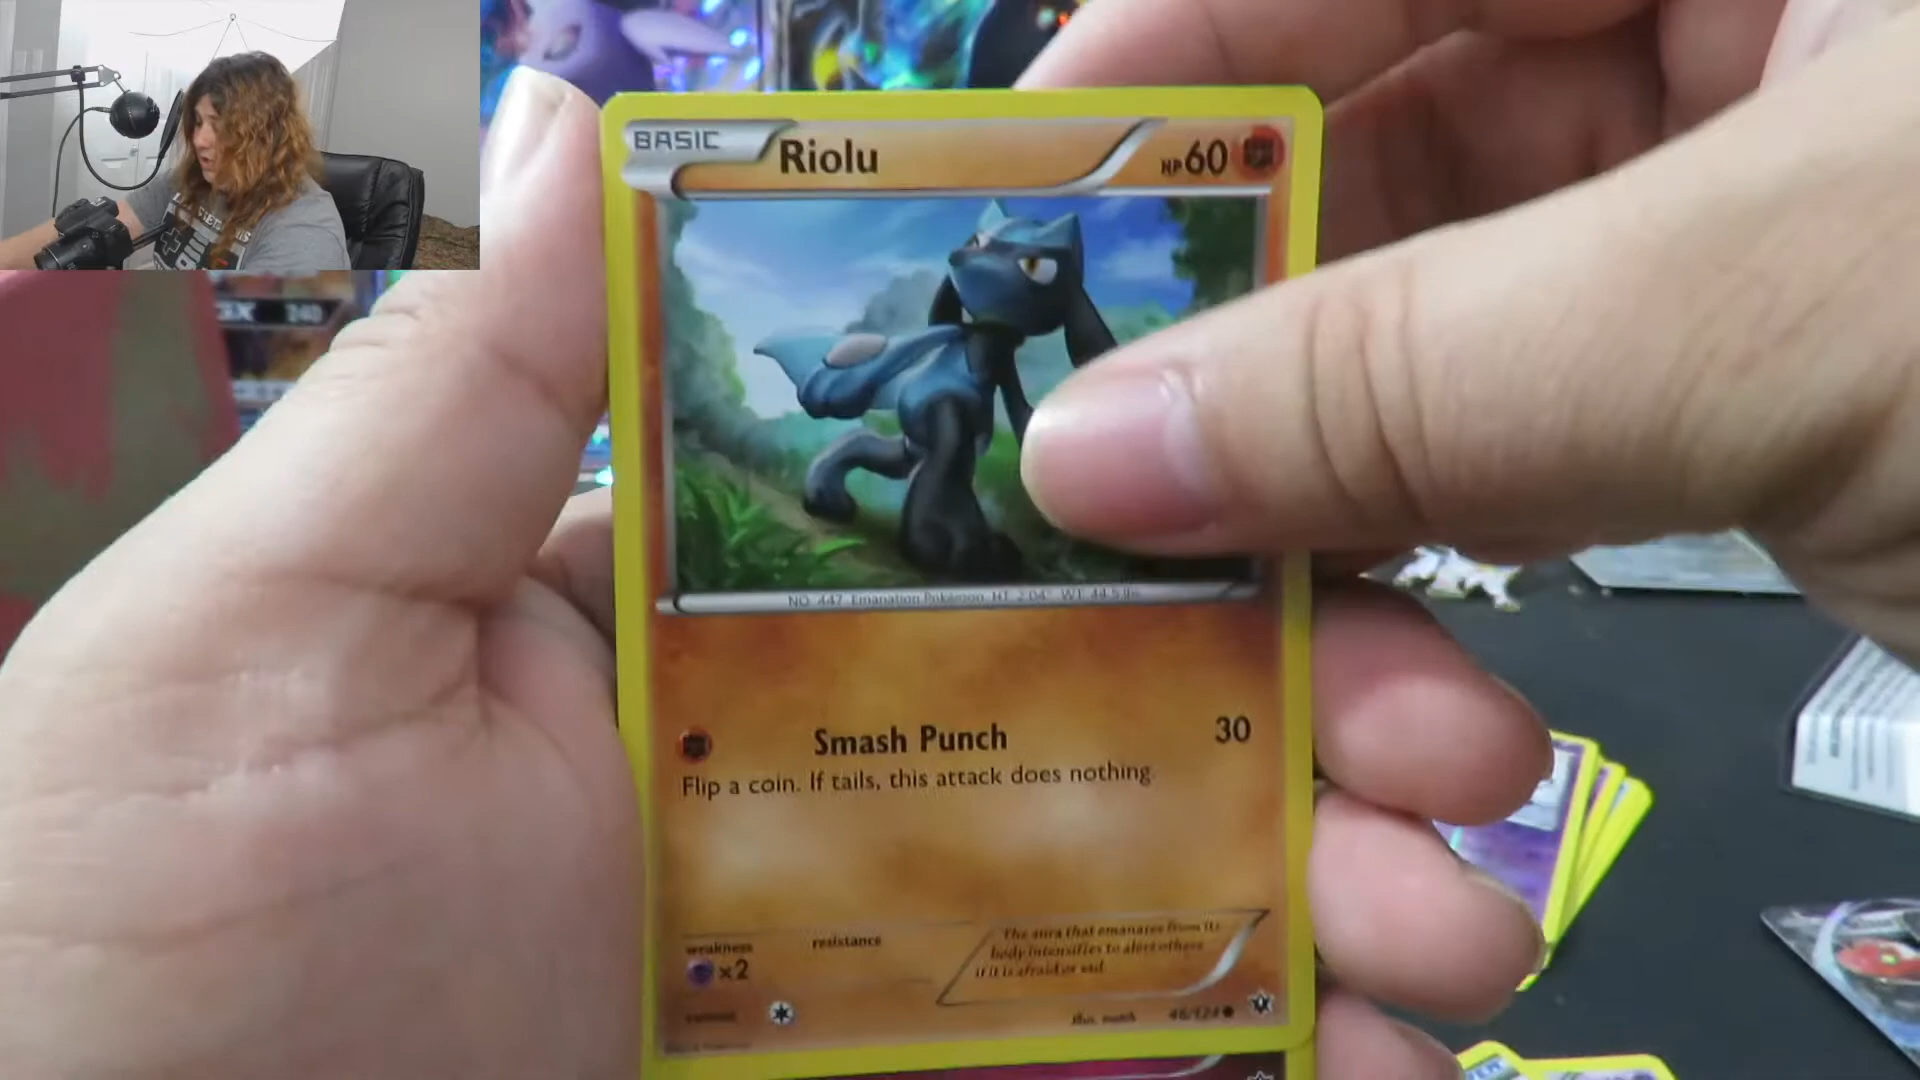 BASIC
Riolu
HP 60
NO. 447 Emanation Pokémon HT: 2'04" WT: 44.5 lbs.
Smash Punch 30
Flip a coin. If tails, this attack does nothing.
weakness
×2
resistance
The aura that emanates from its
body intensifies to alert others
if it is afraid or sad.
46/124
GX 240